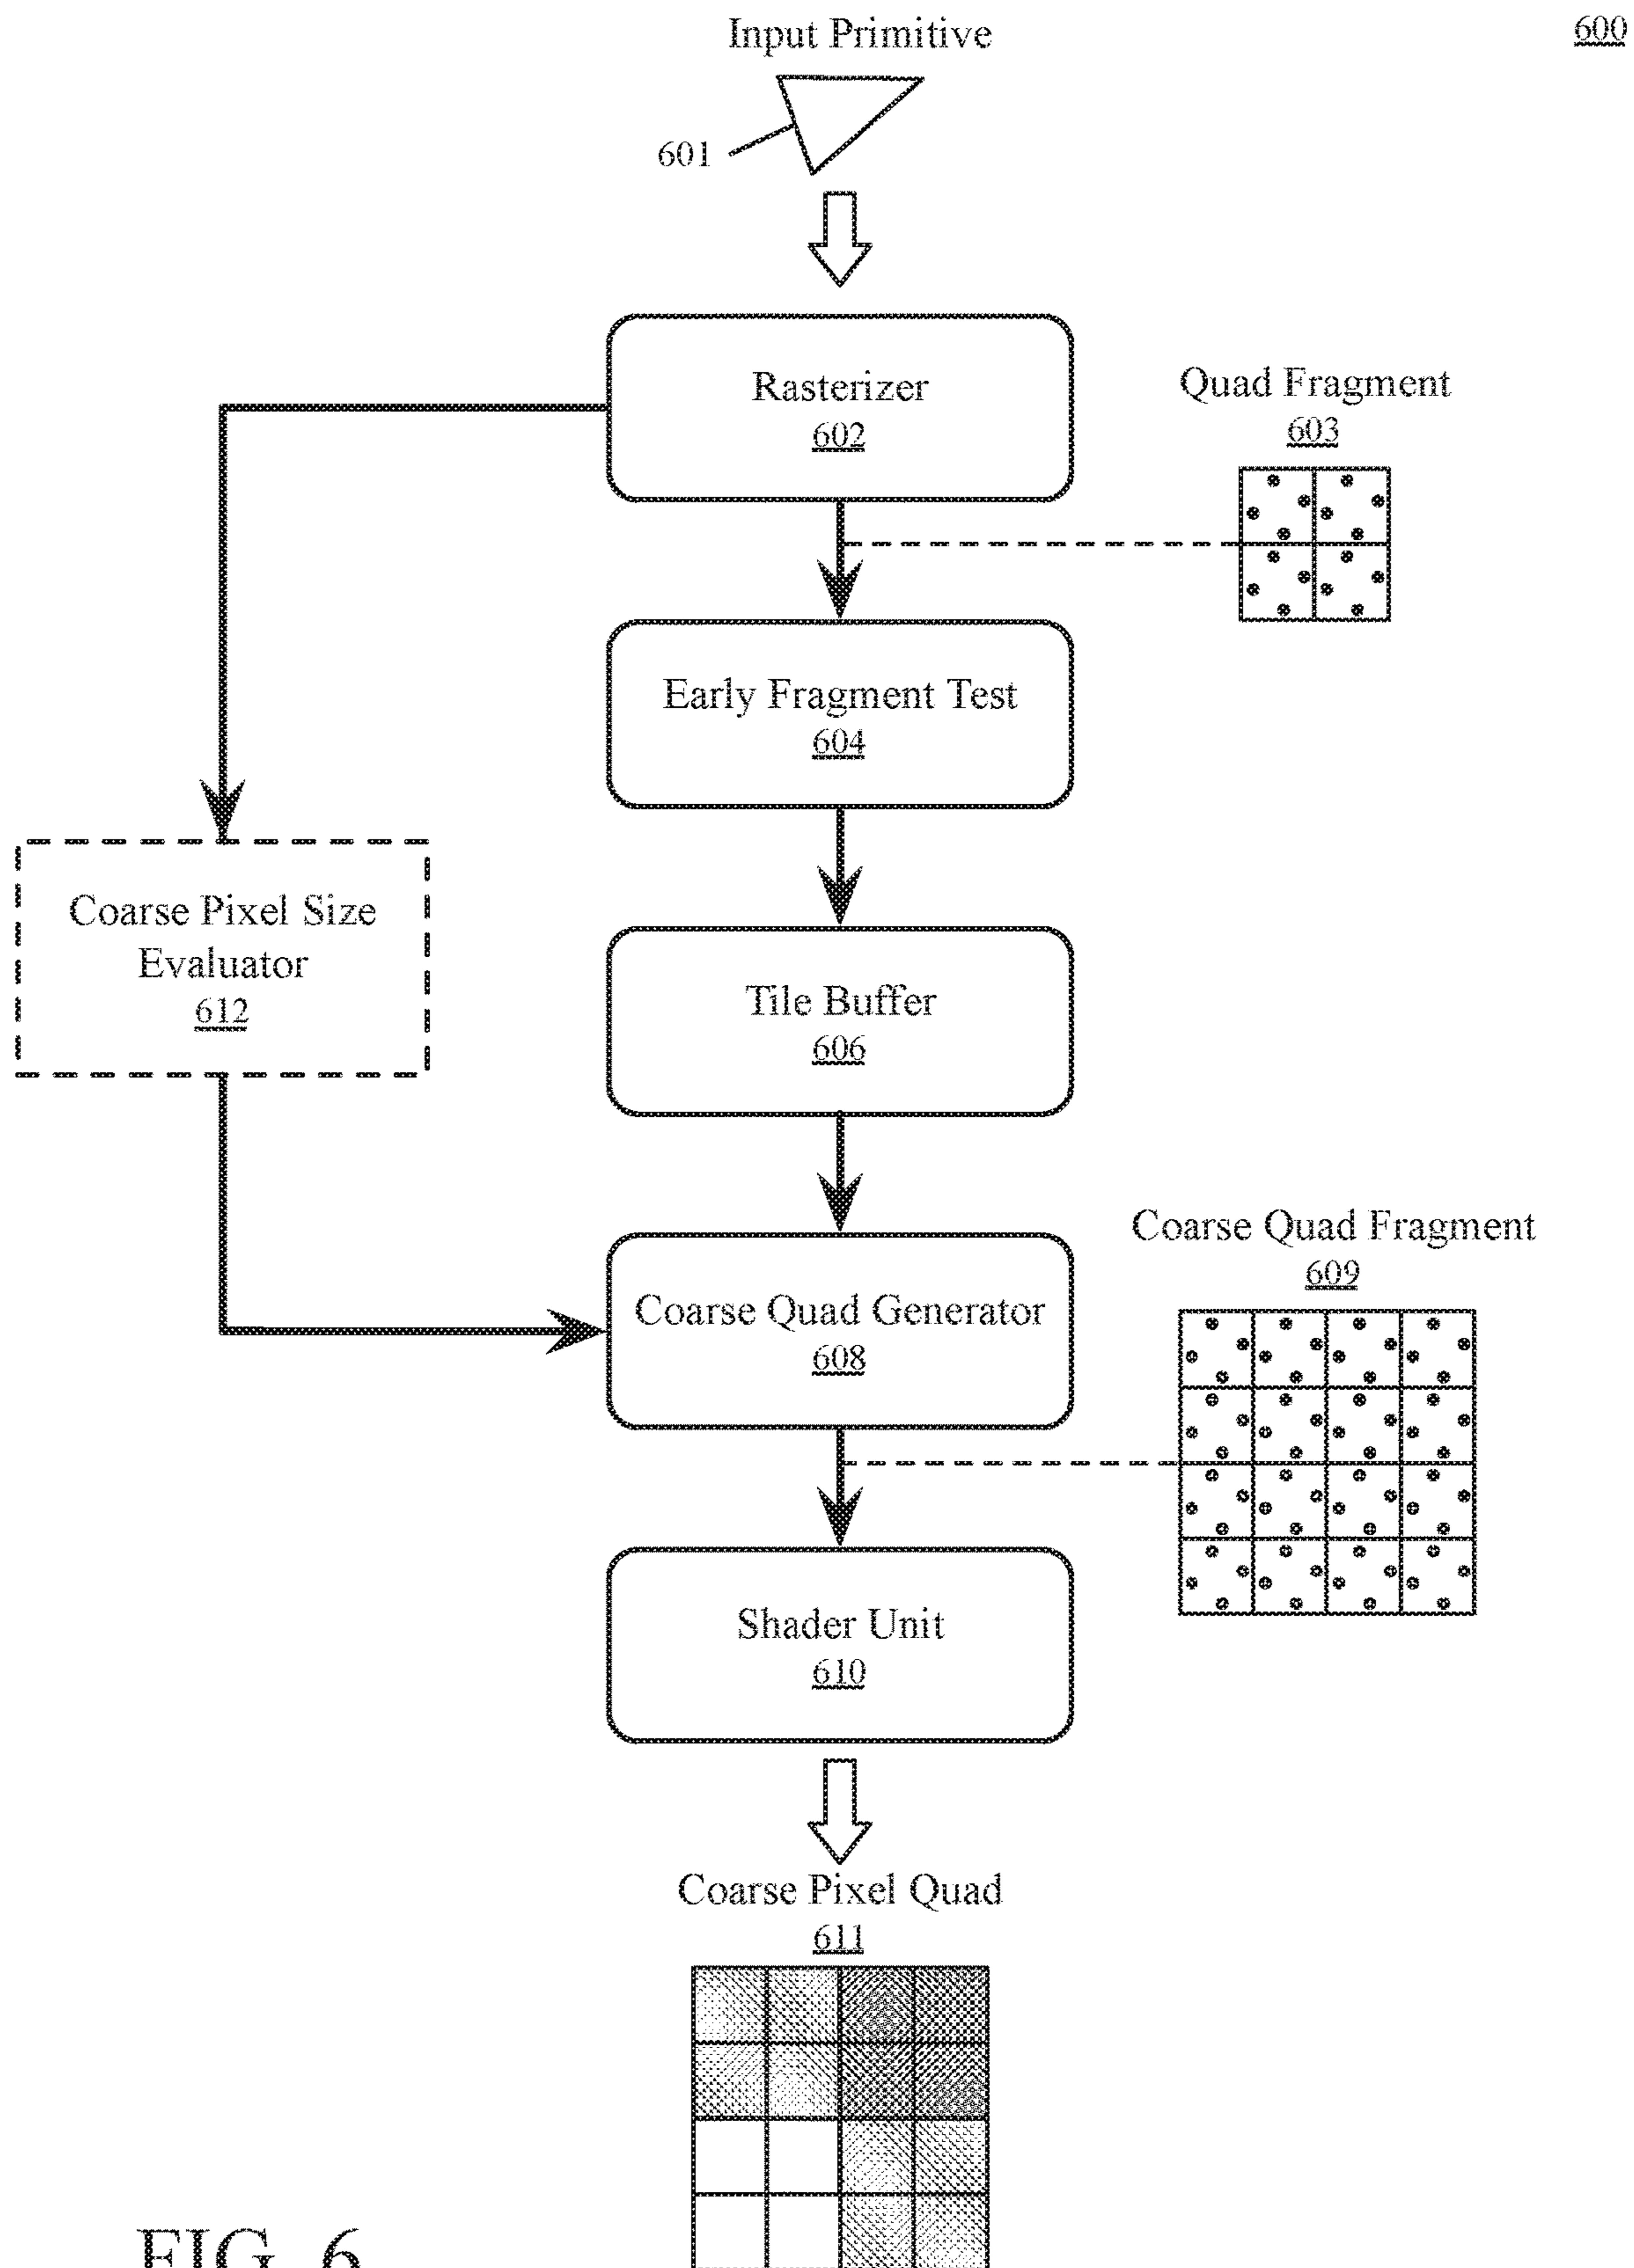 600
Input Primitive
601
Rasterizer
602
Quad Fragment
603
Early Fragment Test
604
Coarse Pixel Size
Evaluator
612
Tile Buffer
606
Coarse Quad Generator
608
Coarse Quad Fragment
609
Shader Unit
610
Coarse Pixel Quad
611
FIG. 6